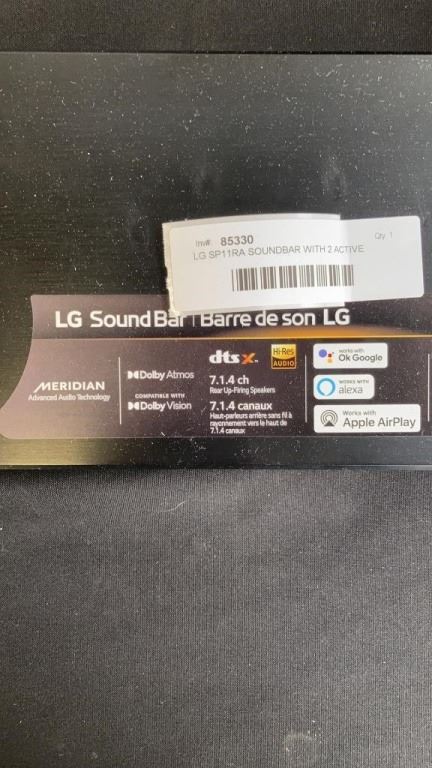 Inv#: 85330 Qty 1
LG SP11RA SOUNDBAR WITH 2 ACTIVE
LG Sound Bar | Barre de son LG
MERIDIAN
Advanced Audio Technology
Dolby Atmos
COMPATIBLE WITH
Dolby Vision
dts X™
Hi-Res
AUDIO
7.1.4 ch
Rear Up-Firing Speakers
7.1.4 canaux
Haut-parleurs arrière sans fil à
rayonnement vers le haut de
7.1.4 canaux
works with
Ok Google
WORKS WITH
alexa
Works with
Apple AirPlay